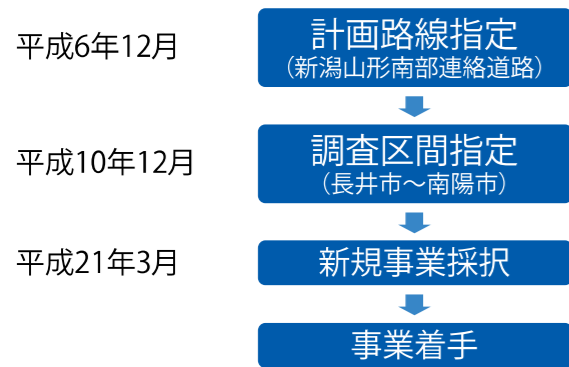 平成6年12月
計画路線指定
(新潟山形南部連絡道路)
平成10年12月
調査区間指定
(長井市～南陽市)
平成21年3月
新規事業採択
事業着手